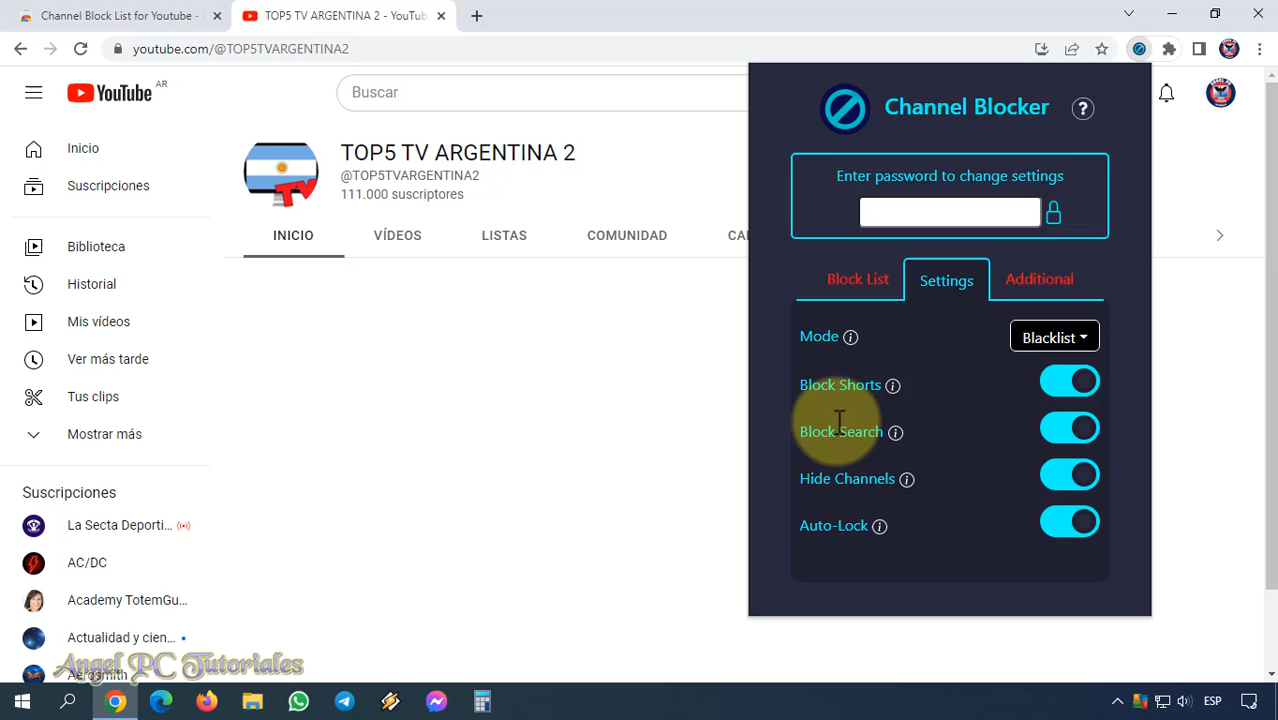 Channel Block List for Youtube -
TOP5 TV ARGENTINA 2 - YouTub
youtube.com/@TOP5TVARGENTINA2
YouTube AR
Buscar
Inicio
Suscripciones
Biblioteca
Historial
Mis vídeos
Ver más tarde
Tus clips
Mostrar más
Suscripciones
La Secta Deporti...
AC/DC
Academy TotemGu...
Actualidad y cien...
Aerosmith
TV
TOP5 TV ARGENTINA 2
@TOP5TVARGENTINA2
111.000 suscriptores
INICIO VÍDEOS LISTAS COMUNIDAD CA
Channel Blocker ?
Enter password to change settings
Block List Settings Additional
Mode Blacklist
Block Shorts
Block Search
Hide Channels
Auto-Lock
Angel PC Tutoriales
ESP